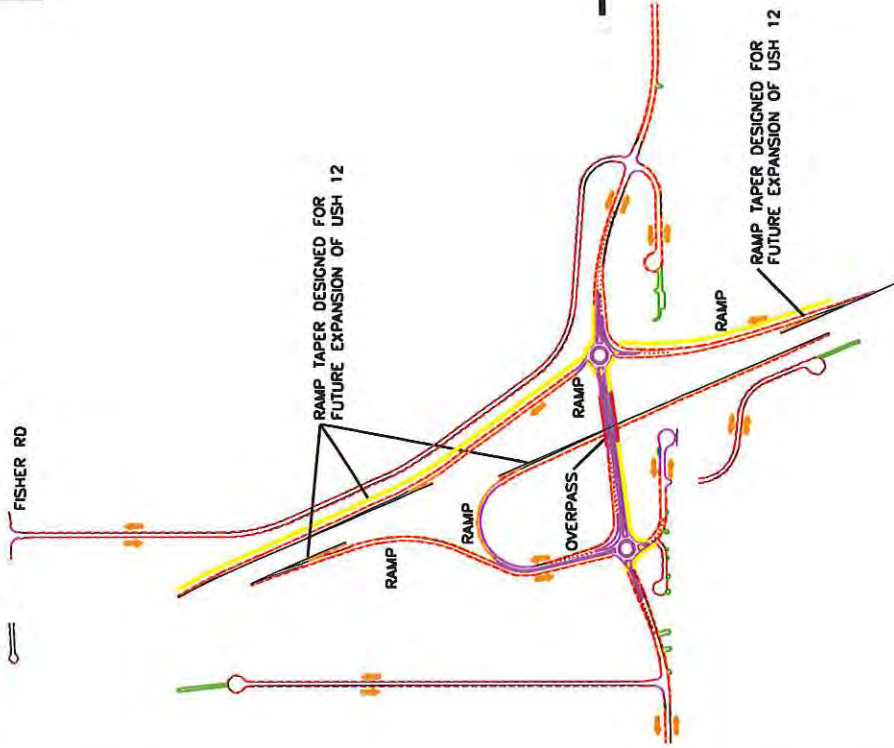 FISHER RD
RAMP TAPER DESIGNED FOR
FUTURE EXPANSION OF USH 12
RAMP
RAMP
RAMP
OVERPASS
RAMP
RAMP TAPER DESIGNED FOR
FUTURE EXPANSION OF USH 12